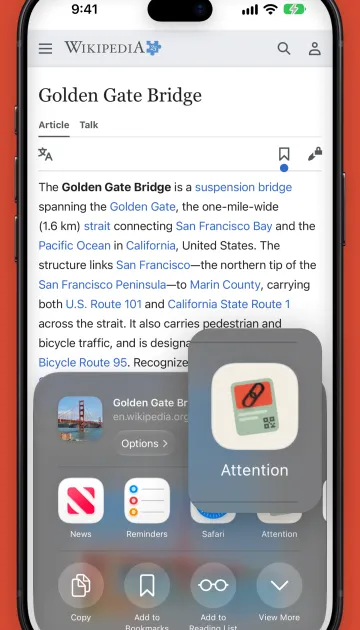 9:41
WIKIPEDIA
Golden Gate Bridge
Article Talk
The Golden Gate Bridge is a suspension bridge
spanning the Golden Gate, the one-mile-wide
(1.6 km) strait connecting San Francisco Bay and the
Pacific Ocean in California, United States. The
structure links San Francisco—the northern tip of the
San Francisco Peninsula—to Marin County, carrying
both U.S. Route 101 and California State Route 1
across the strait. It also carries pedestrian and
bicycle traffic, and is designa
Bicycle Route 95. Recognize
Golden Gate Br
en.wikipedia.org
Options >
Attention
News Reminders Safari Attention
Copy Add to Bookmarks Add to Reading List View More